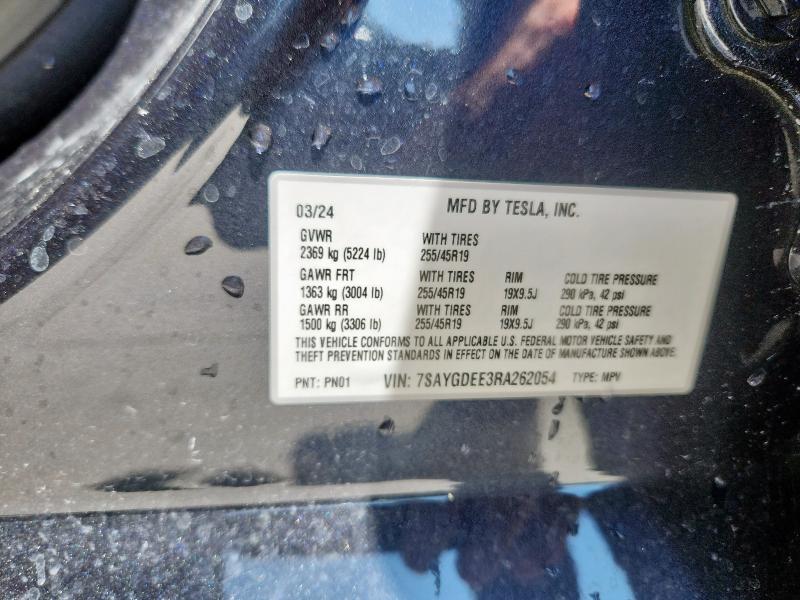 03/24 MFD BY TESLA, INC.
GVWR WITH TIRES
2369 kg (5224 lb) 255/45R19
GAWR FRT WITH TIRES RIM COLD TIRE PRESSURE
1363 kg (3004 lb) 255/45R19 19X9.5J 290 kPa, 42 psi
GAWR RR WITH TIRES RIM COLD TIRE PRESSURE
1500 kg (3306 lb) 255/45R19 19X9.5J 290 kPa, 42 psi
THIS VEHICLE CONFORMS TO ALL APPLICABLE U.S. FEDERAL MOTOR VEHICLE SAFETY AND
THEFT PREVENTION STANDARDS IN EFFECT ON THE DATE OF MANUFACTURE SHOWN ABOVE.
PNT: PN01 VIN: 7SAYGDEE3RA262054 TYPE: MPV